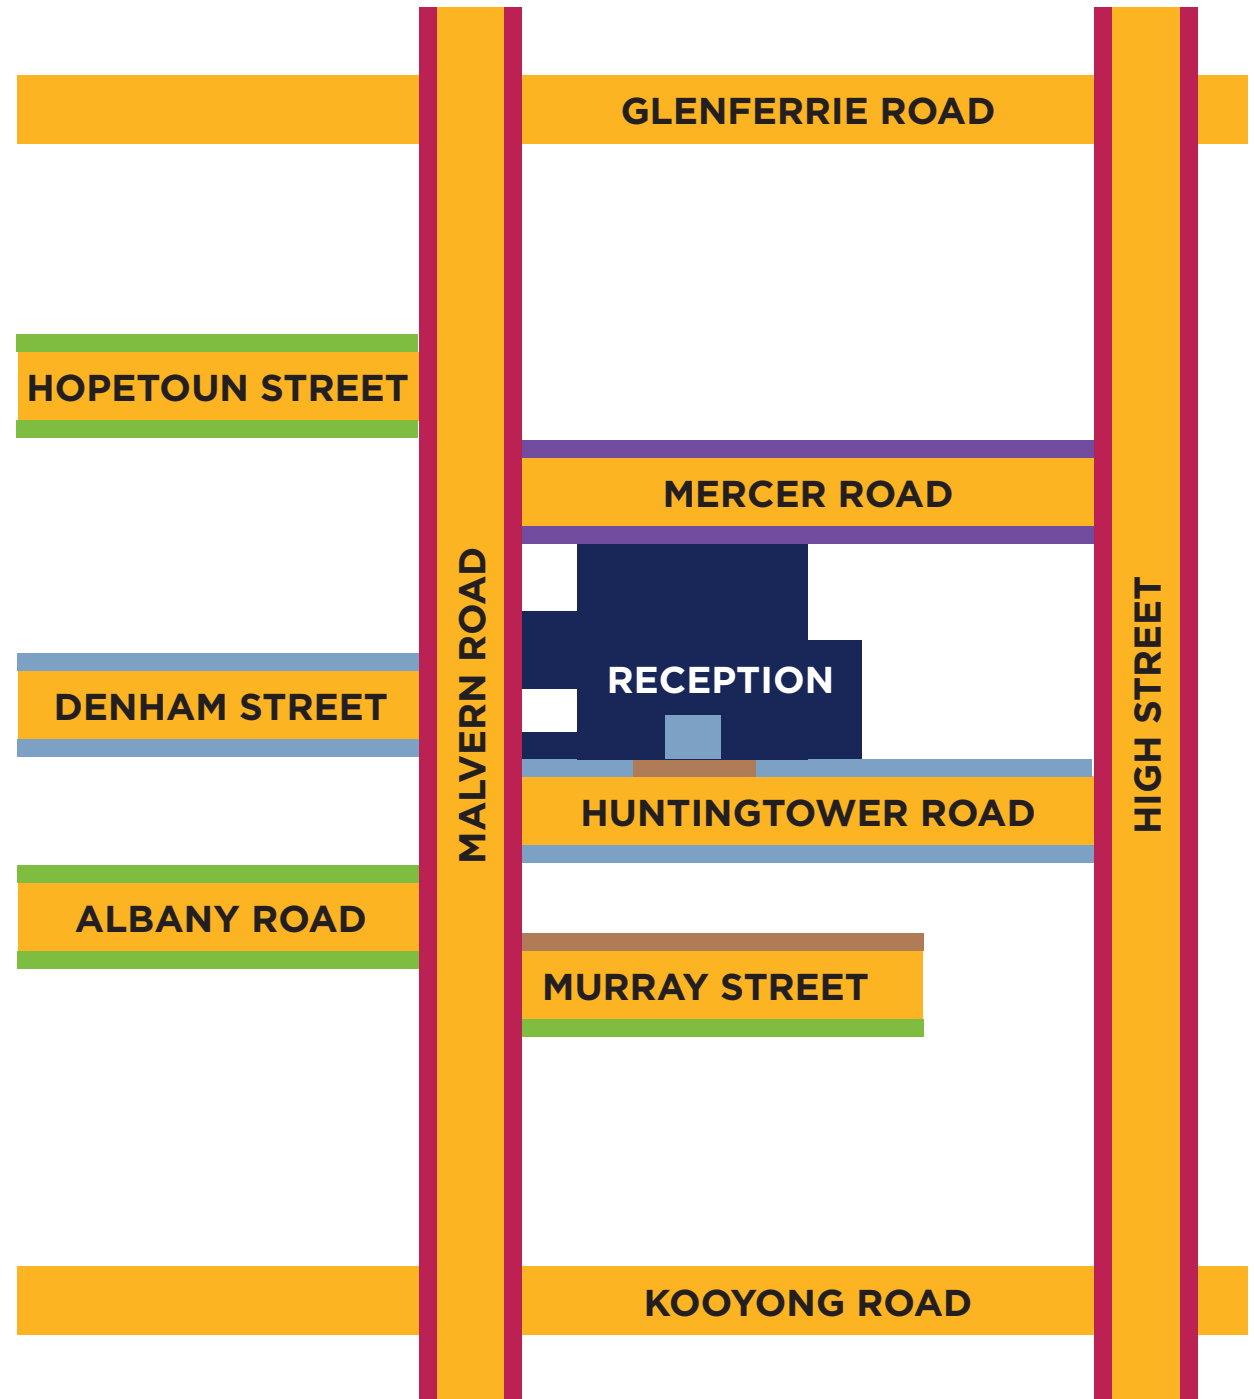 GLENFERRIE ROAD
HOPETOUN STREET
MERCER ROAD
MALVERN ROAD
HIGH STREET
RECEPTION
DENHAM STREET
HUNTINGTOWER ROAD
ALBANY ROAD
MURRAY STREET
KOOYONG ROAD